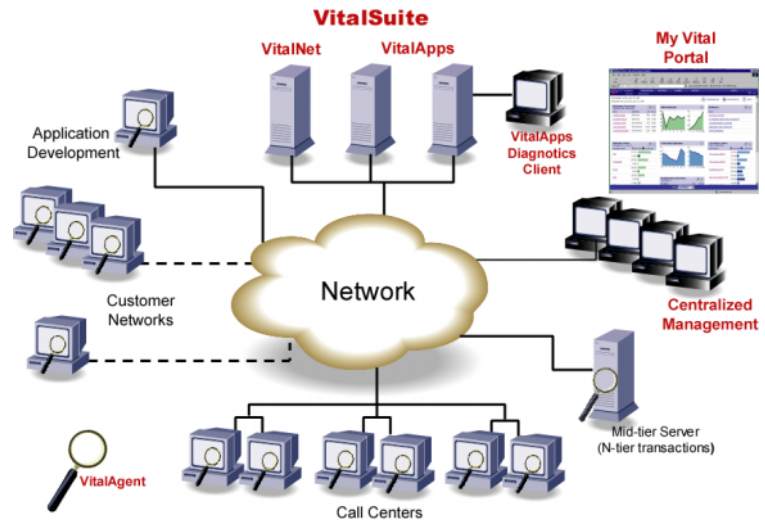 VitalSuite
VitalNet
VitalApps
My Vital
Portal
Application
Development
VitalApps
Diagnotics
Client
Customer
Networks
Network
Centralized
Management
Mid-tier Server
(N-tier transactions)
VitalAgent
Call Centers